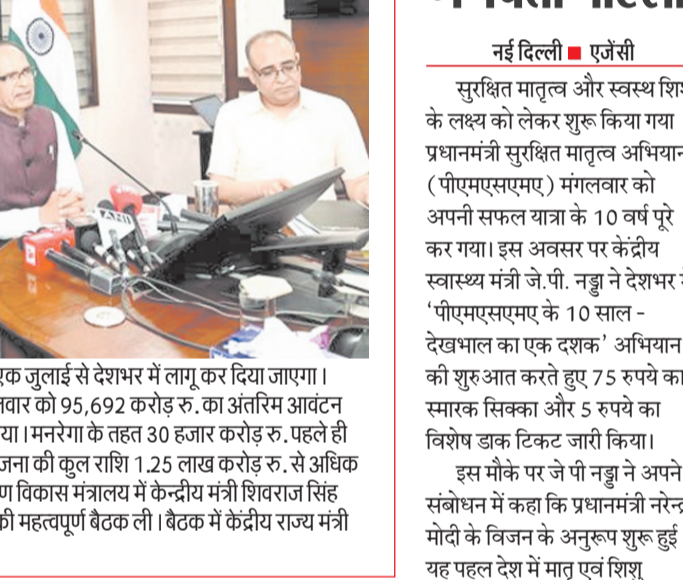 एक जुलाई से देशभर में लागू कर दिया जाएगा।
को 95,692 करोड़ रु. का अंतरिम आवंटन
मनरेगा के तहत 30 हजार करोड़ रु. पहले ही
की कुल राशि 1.25 लाख करोड़ रु. से अधिक
विकास मंत्रालय में केन्द्रीय मंत्री शिवराज सिंह
की महत्वपूर्ण बैठक ली। बैठक में केंद्रीय राज्य मंत्री
नई दिल्ली ■ एजेंसी
सुरक्षित मातृत्व और स्वस्थ
के लक्ष्य को लेकर शुरू किया गया
प्रधानमंत्री सुरक्षित मातृत्व अभियान
(पीएमएसएमए) मंगलवार को
अपनी सफल यात्रा के 10 वर्ष पूरे
कर गया। इस अवसर पर केंद्रीय
स्वास्थ्य मंत्री जे.पी. नड्डा ने देशभर
‘पीएमएसएमए के 10 साल -
देखभाल का एक दशक’ अभियान
की शुरुआत करते हुए 75 रुपये का
स्मारक सिक्का और 5 रुपये का
विशेष डाक टिकट जारी किया।
इस मौके पर जे पी नड्डा ने अपने
संबोधन में कहा कि प्रधानमंत्री नरेन्द्र
मोदी के विजन के अनुरूप शुरू हुई
यह पहल देश में मातृ एवं शिशु